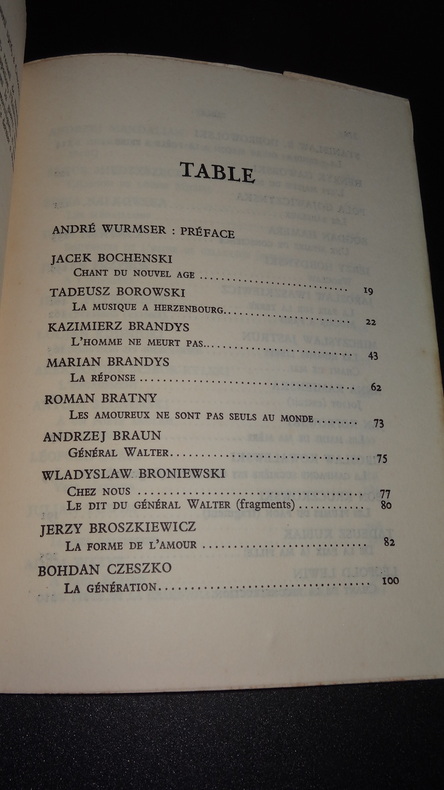 TABLE
ANDRÉ WURMSER : PRÉFACE
JACEK BOCHENSKI
CHANT DU NOUVEL AGE ........................ 19
TADEUSZ BOROWSKI
LA MUSIQUE A HERZENBOURG................... 22
KAZIMIERZ BRANDYS
L'HOMME NE MEURT PAS....................... 43
MARIAN BRANDYS
LA RÉPONSE ................................ 62
ROMAN BRATNY
LES AMOUREUX NE SONT PAS SEULS AU MONDE ....... 73
ANDRZEJ BRAUN
GÉNÉRAL WALTER............................. 75
WLADYSLAW BRONIEWSKI
CHEZ NOUS ................................. 77
LE DIT DU GÉNÉRAL WALTER (fragments) ........... 80
JERZY BROSZKIEWICZ
LA FORME DE L'AMOUR ....................... 82
BOHDAN CZESZKO
LA GÉNÉRATION.............................. 100